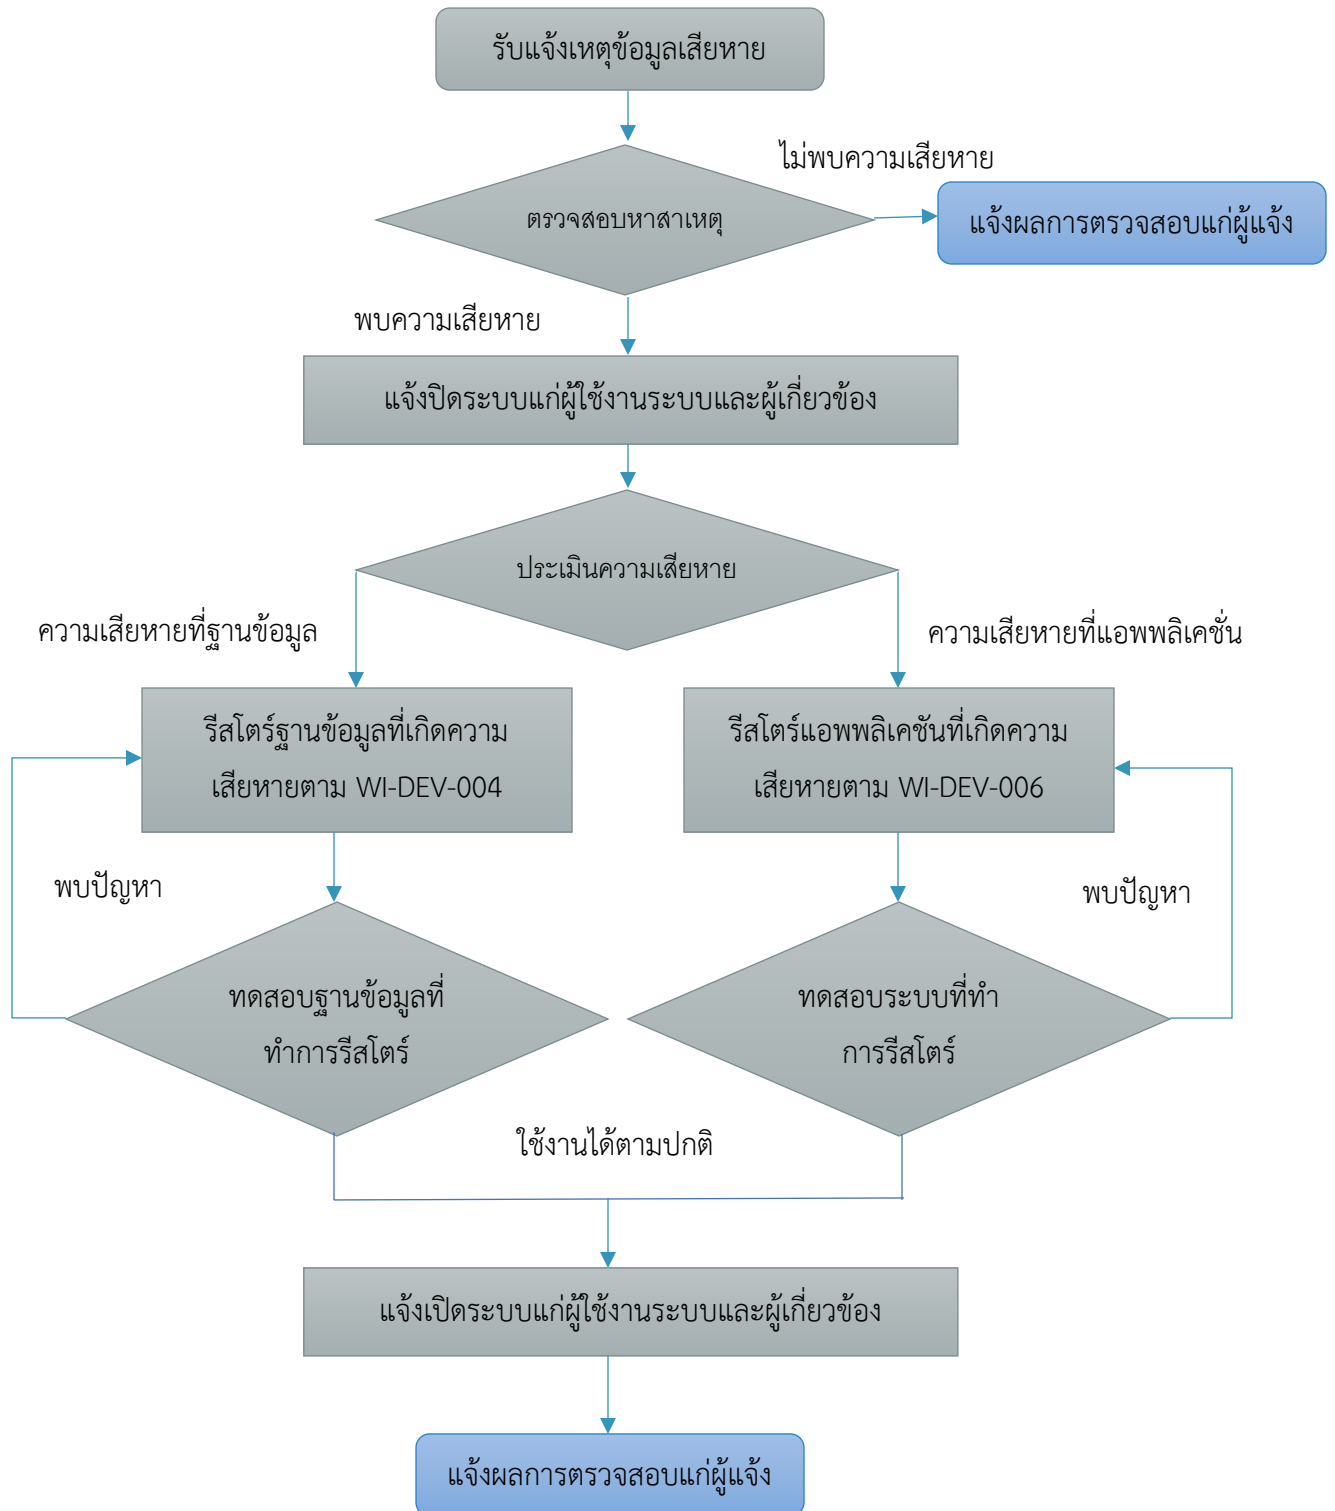 รับแจ้งเหตุข้อมูลเสียหาย
ไม่พบความเสียหาย
ตรวจสอบหาสาเหตุ
แจ้งผลการตรวจสอบแก่ผู้แจ้ง
พบความเสียหาย
แจ้งปิดระบบแก่ผู้ใช้งานระบบและผู้เกี่ยวข้อง
ประเมินความเสียหาย
ความเสียหายที่ฐานข้อมูล
ความเสียหายที่แอพพลิเคชั่น
รีสโตร์ฐานข้อมูลที่เกิดความ
เสียหายตาม WI-DEV-004
รีสโตร์แอพพลิเคชันที่เกิดความ
เสียหายตาม WI-DEV-006
พบปัญหา
พบปัญหา
ทดสอบฐานข้อมูลที่
ทำการรีสโตร์
ทดสอบระบบที่ทำ
การรีสโตร์
ใช้งานได้ตามปกติ
แจ้งเปิดระบบแก่ผู้ใช้งานระบบและผู้เกี่ยวข้อง
แจ้งผลการตรวจสอบแก่ผู้แจ้ง